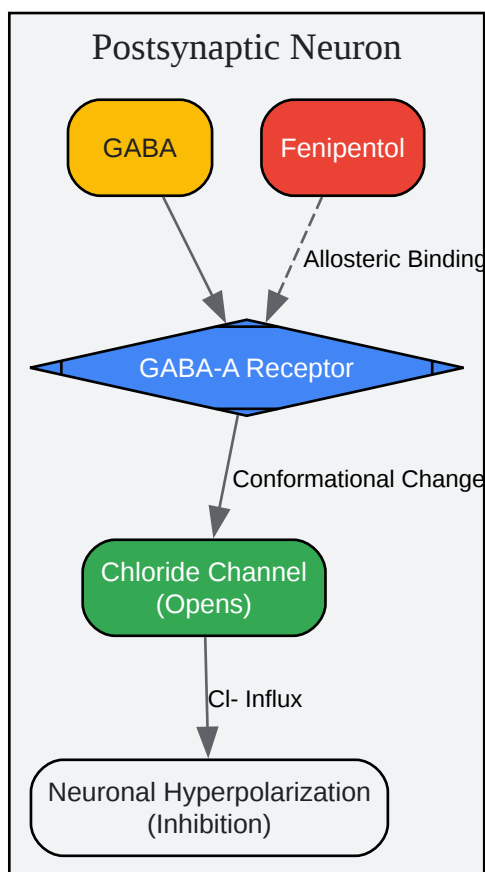 Postsynaptic Neuron
GABA
Fenipentol
Allosteric Binding
GABA-A Receptor
Conformational Change
Chloride Channel
(Opens)
Cl- Influx
Neuronal Hyperpolarization
(Inhibition)